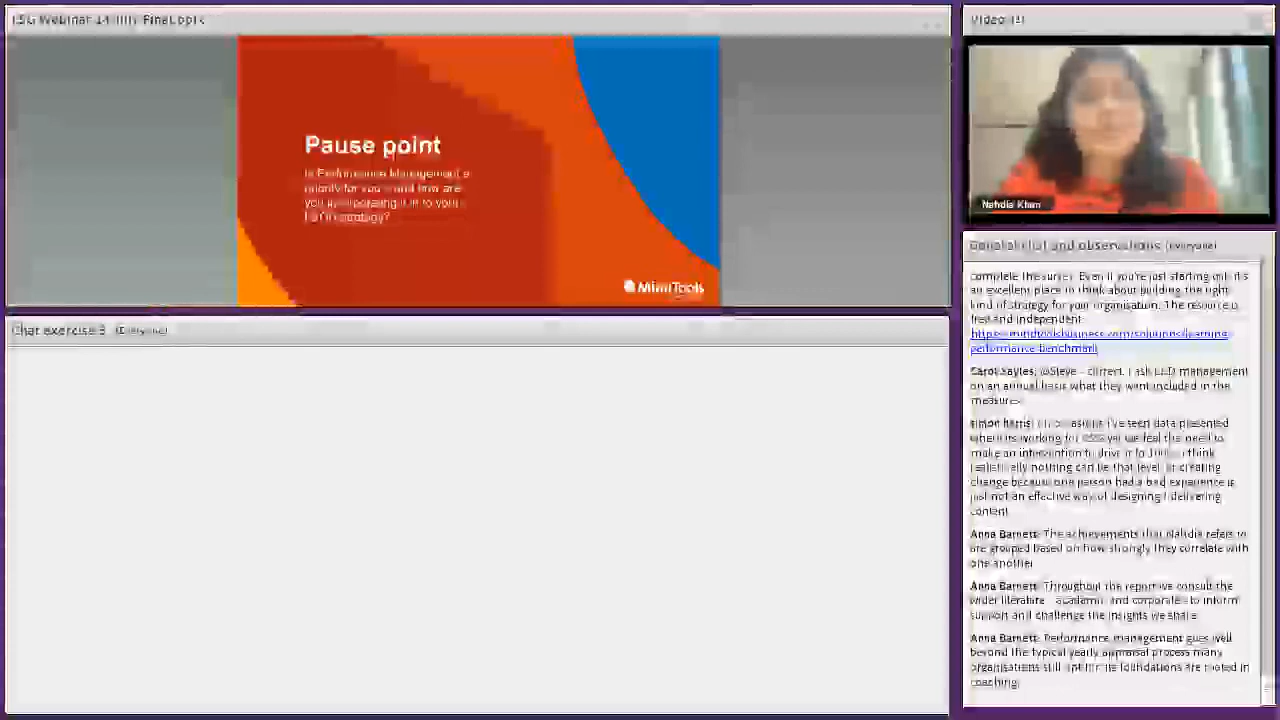 LSG Webinar 14 July Final.pptx
Pause point
Is Performance Management a
priority for you - and how are
you incorporating it in to your
L&D strategy?
MindTools
Chat exercise 3 (Everyone)
Video (1)
Nahdia Khan
General chat and observations (Everyone)
complete the survey. Even if you're just starting out it's
an excellent place to think about building the right
kind of strategy for your organisation. The resource is
free and independent:
https://mindtoolsbusiness.com/solutions/learning-
performance-benchmark
Carol Sayles: @Steve - correct. I ask L&D management
on an annual basis what they want included in the
measures
simon harris: on occasions I've seen data presented
when its working for yet we feel the need to
make an intervention to drive it to I think
realistically nothing can be that level, or creating
change because one person had a bad experience is
just not an effective way of designing / delivering
content
Anna Barnett: The achievements that Nahdia refers to
are grouped based on how strongly they correlate with
one another
Anna Barnett: Throughout the report we consult the
wider literature - academic and corporate - to inform
support and challenge the insights we share
Anna Barnett: Performance management goes well
beyond the typical yearly appraisal process many
organisations still opt for. Its foundations are rooted in
coaching